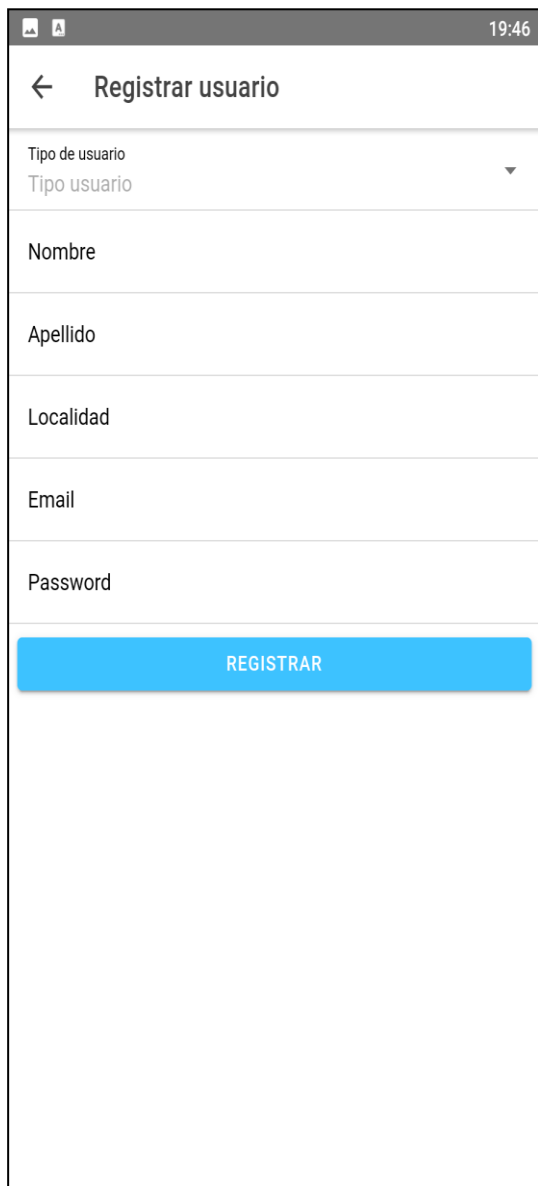 19:46
Registrar usuario
Tipo de usuario
Tipo usuario
Nombre
Apellido
Localidad
Email
Password
REGISTRAR